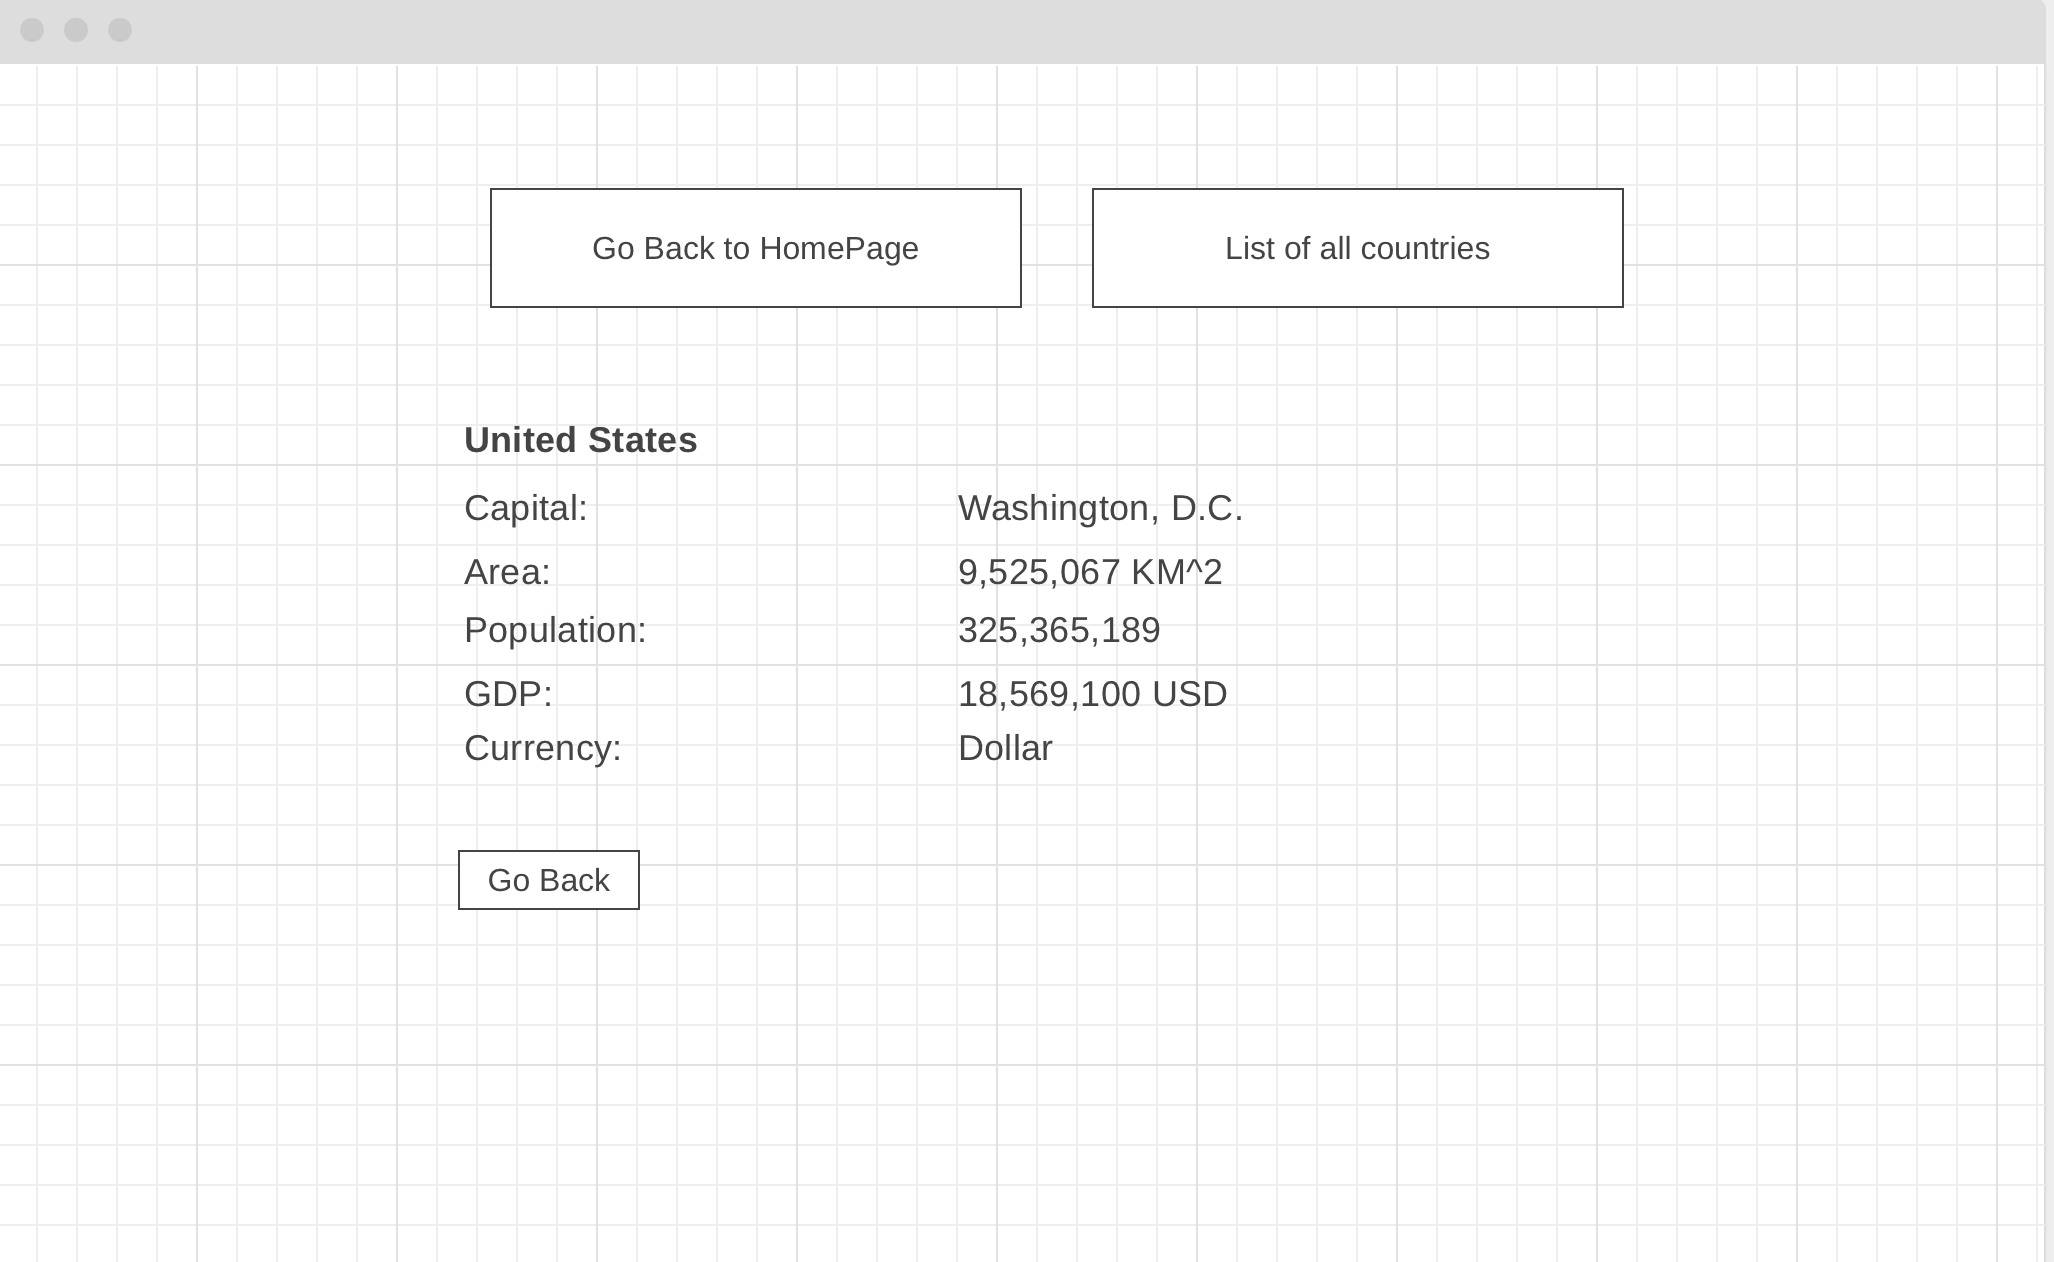 Go Back to HomePage
List of all countries
United States
Capital: Washington, D.C.
Area: 9,525,067 KM^2
Population: 325,365,189
GDP: 18,569,100 USD
Currency: Dollar
Go Back